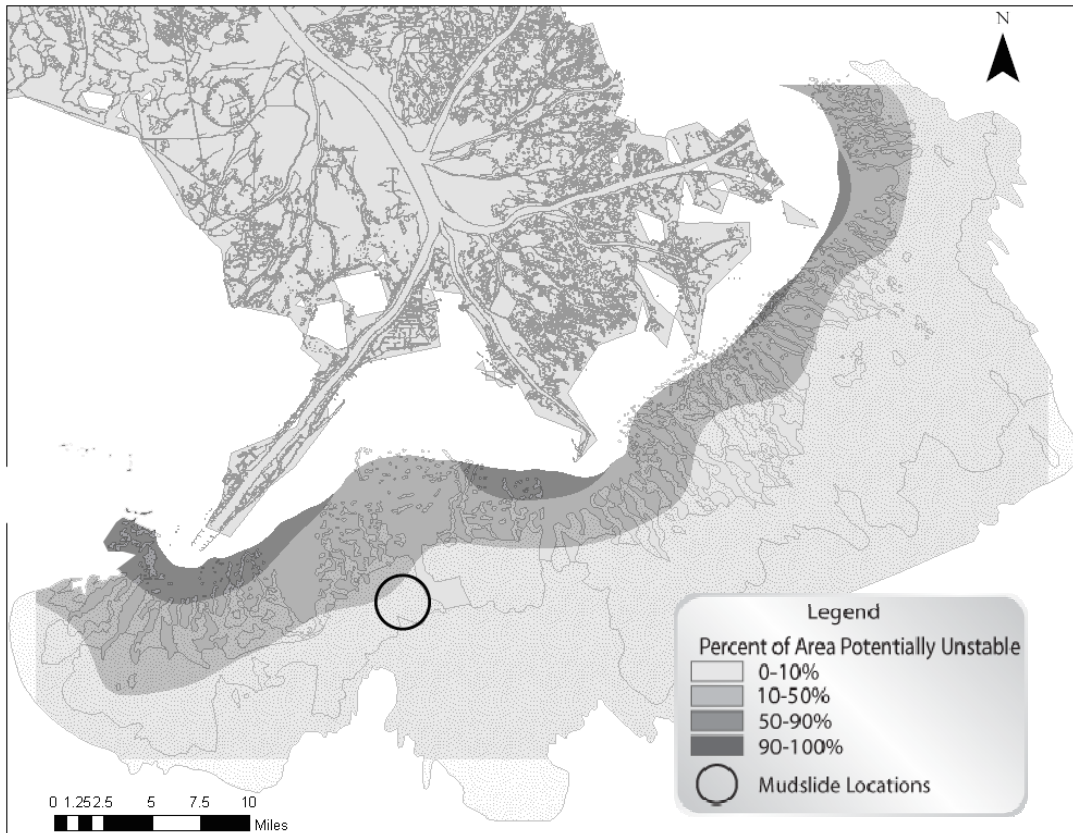 N
Legend
Percent of Area Potentially Unstable
0-10%
10-50%
50-90%
90-100%
Mudslide Locations
0 1.25 2.5 5 7.5 10
Miles